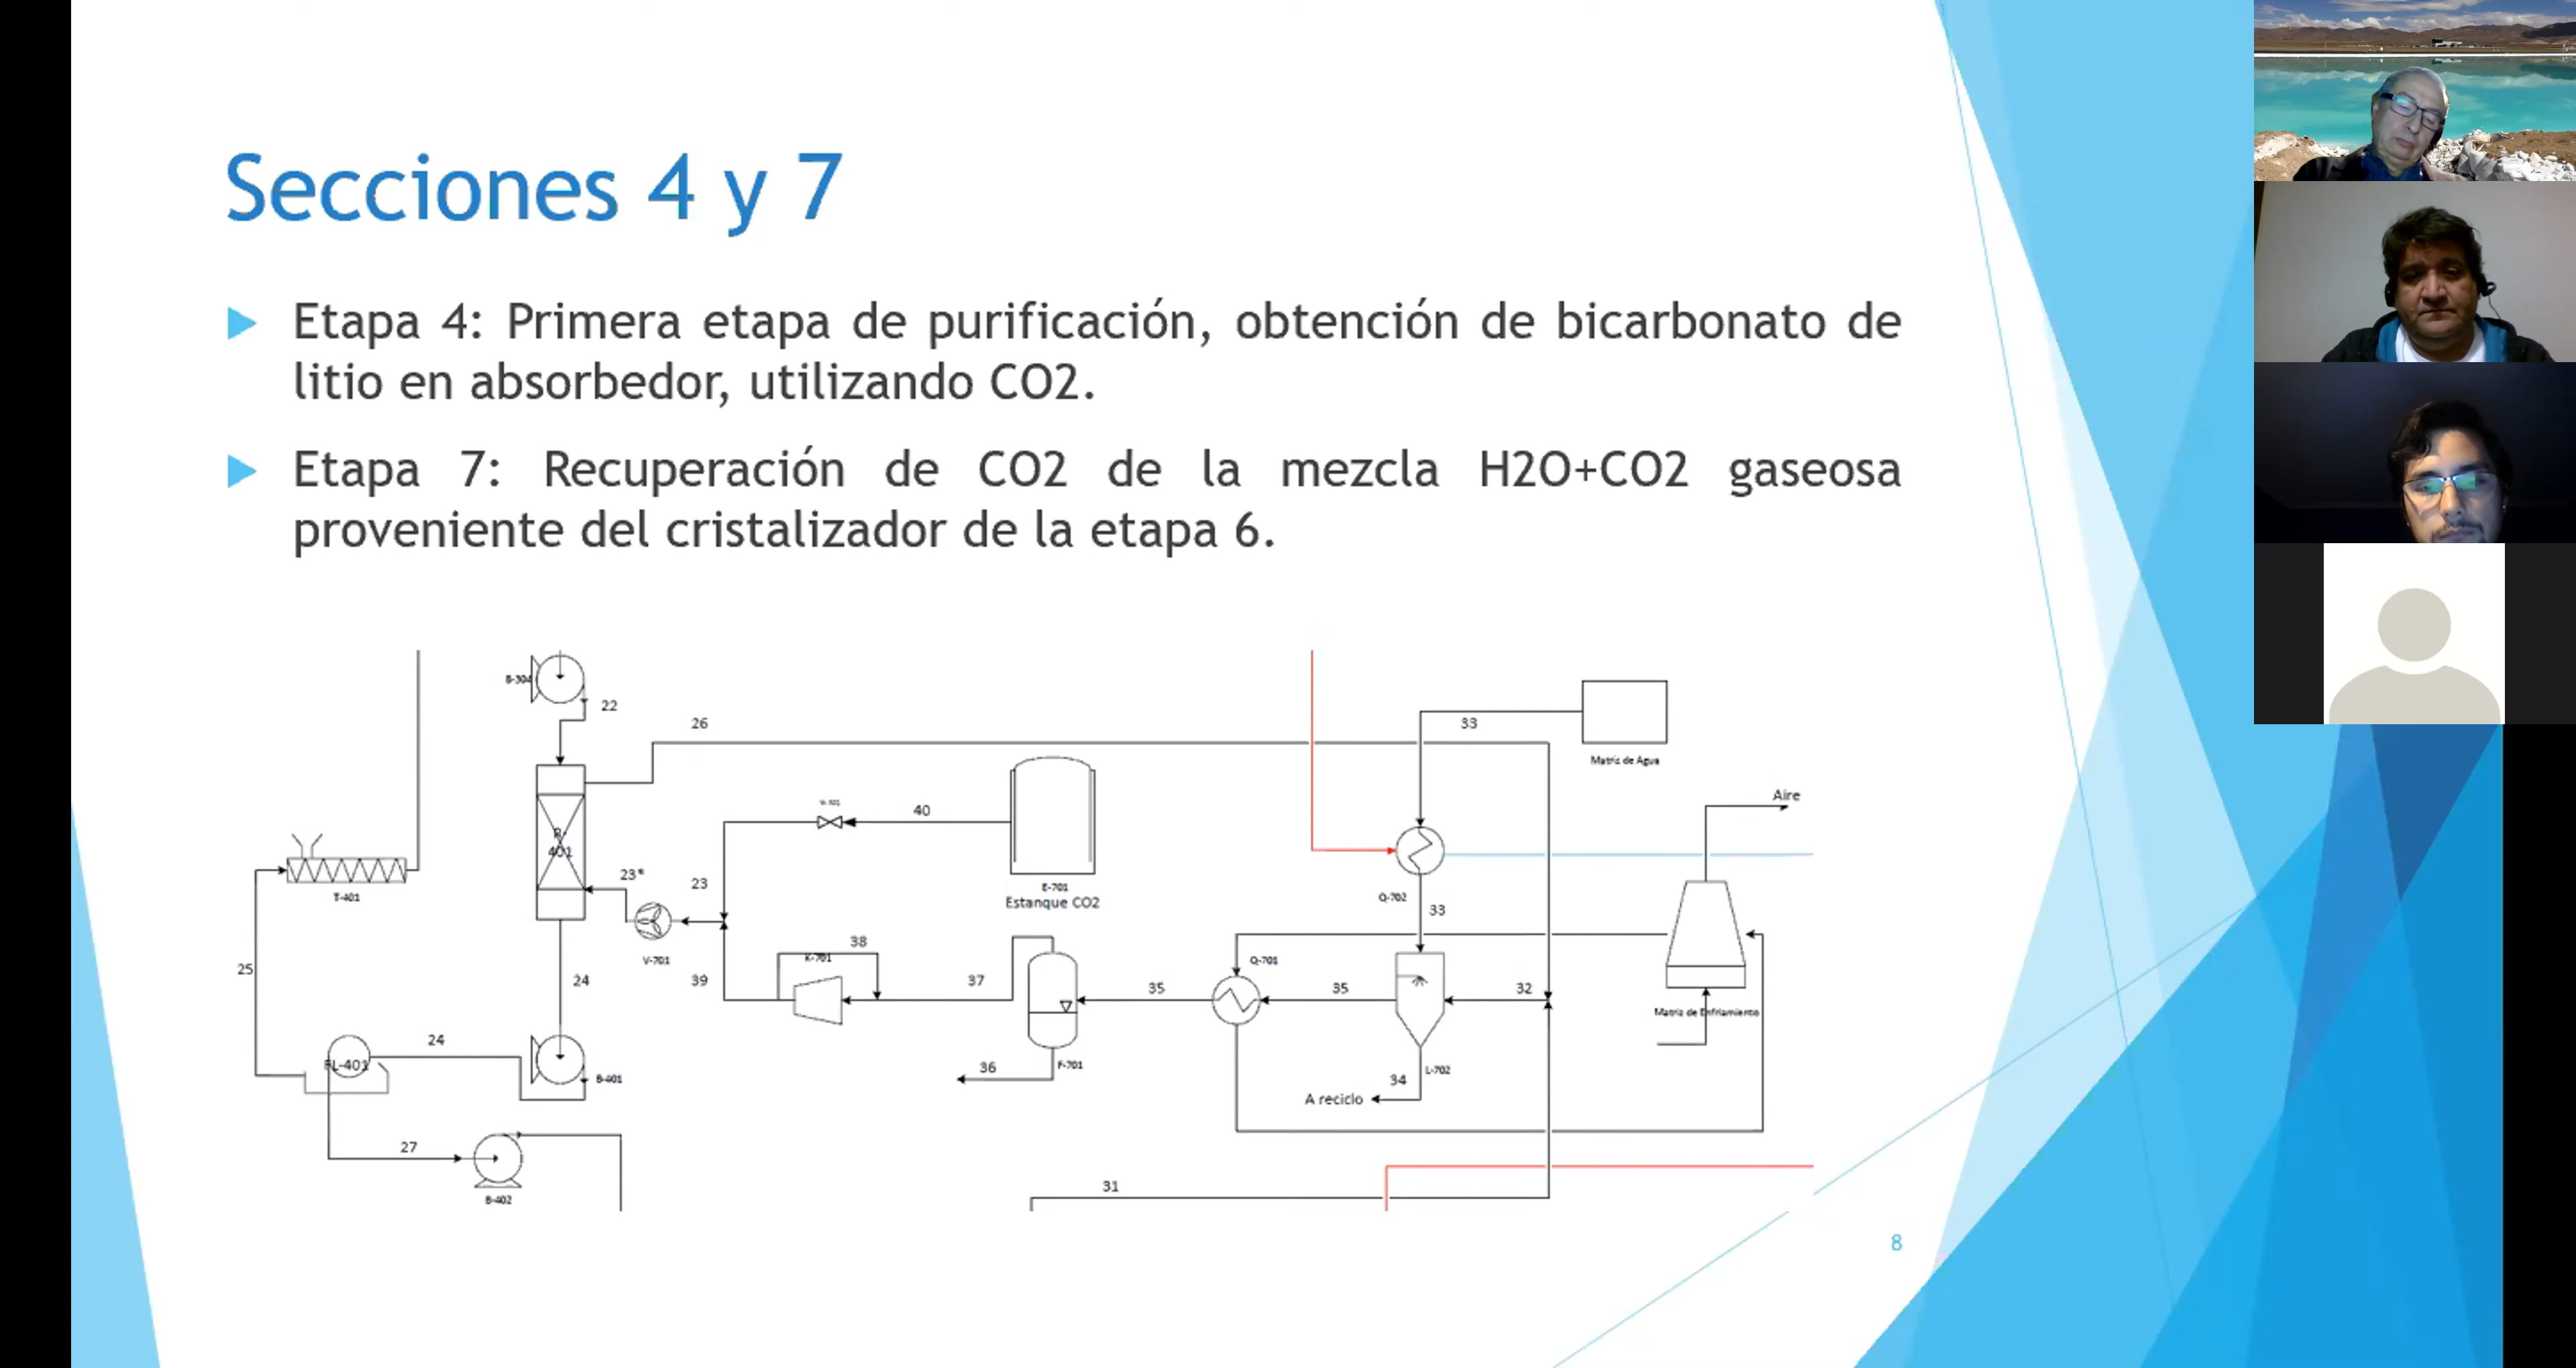 Secciones 4 y 7
Etapa 4: Primera etapa de purificación, obtención de bicarbonato de
litio en absorbedor, utilizando CO2.
Etapa 7: Recuperación de CO2 de la mezcla H2O+CO2 gaseosa
proveniente del cristalizador de la etapa 6.
B-304
22
26
33
Matriz de Agua
Aire
40
R-
401
T-401
23*
23
E-701
Estanque CO2
Q-702
33
V-701
38
K-701
25
24
39
37
35
Q-701
35
32
Matriz de Enfriamiento
24
FL-401
B-401
36
F-701
34
L-702
A reciclo
27
B-402
31
8